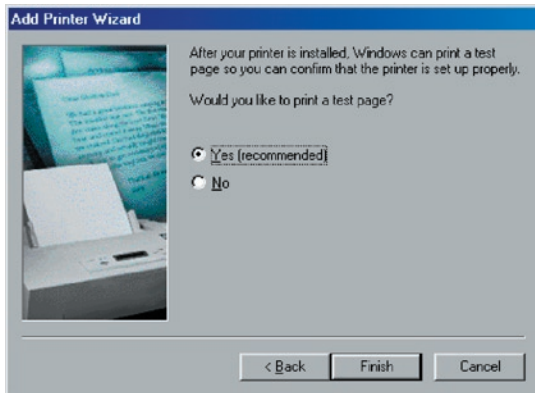 Add Printer Wizard
After your printer is installed, Windows can print a test
page so you can confirm that the printer is set up properly.
Would you like to print a test page?
Yes (recommended)
No
< Back
Finish
Cancel